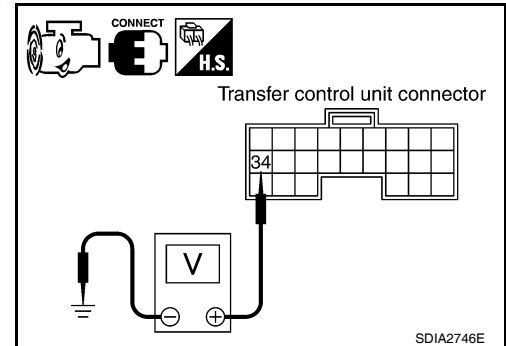 CONNECT
H.S.
Transfer control unit connector
34
V
− +
SDIA2746E